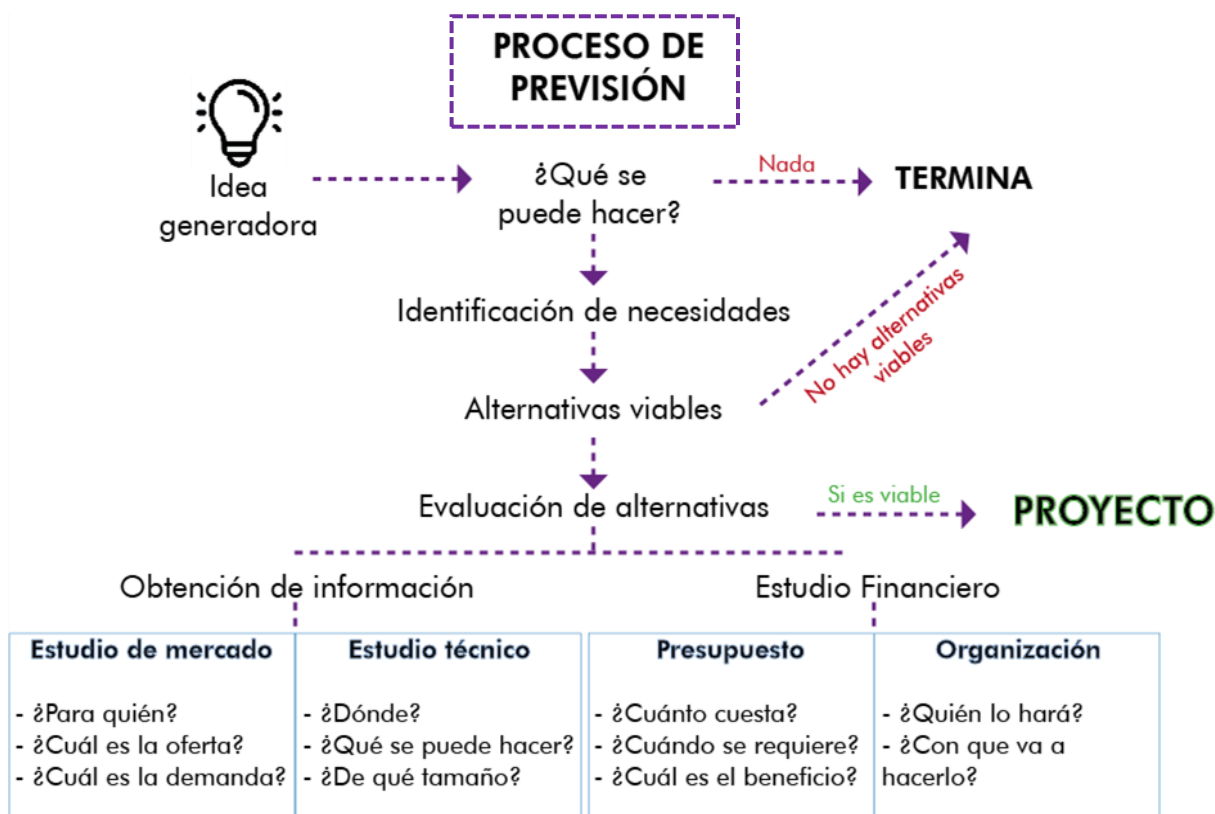 PROCESO DE
PREVISIÓN
Idea
generadora
¿Qué se
puede hacer?
Nada
TERMINA
Identificación de necesidades
No hay alternativas
viables
Alternativas viables
Evaluación de alternativas
Si es viable
PROYECTO
Obtención de información
Estudio Financiero
Estudio de mercado
- ¿Para quién?
- ¿Cuál es la oferta?
- ¿Cuál es la demanda?
Estudio técnico
- ¿Dónde?
- ¿Qué se puede hacer?
- ¿De qué tamaño?
Presupuesto
- ¿Cuánto cuesta?
- ¿Cuándo se requiere?
- ¿Cuál es el beneficio?
Organización
- ¿Quién lo hará?
- ¿Con que va a
hacerlo?